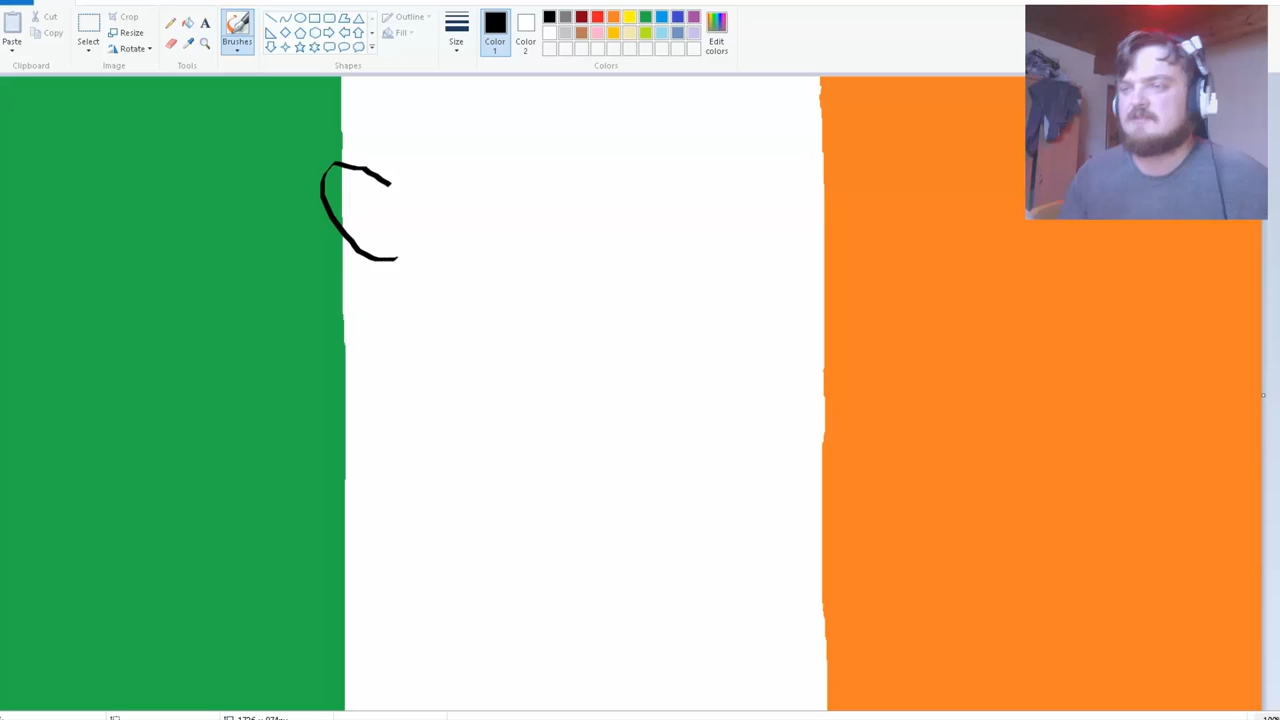 Paste
Cut
Copy
Clipboard
Select
Crop
Resize
Rotate
Image
A
Tools
Brushes
Shapes
Outline
Fill
Size
Color
1
Color
2
Colors
Edit
colors
C